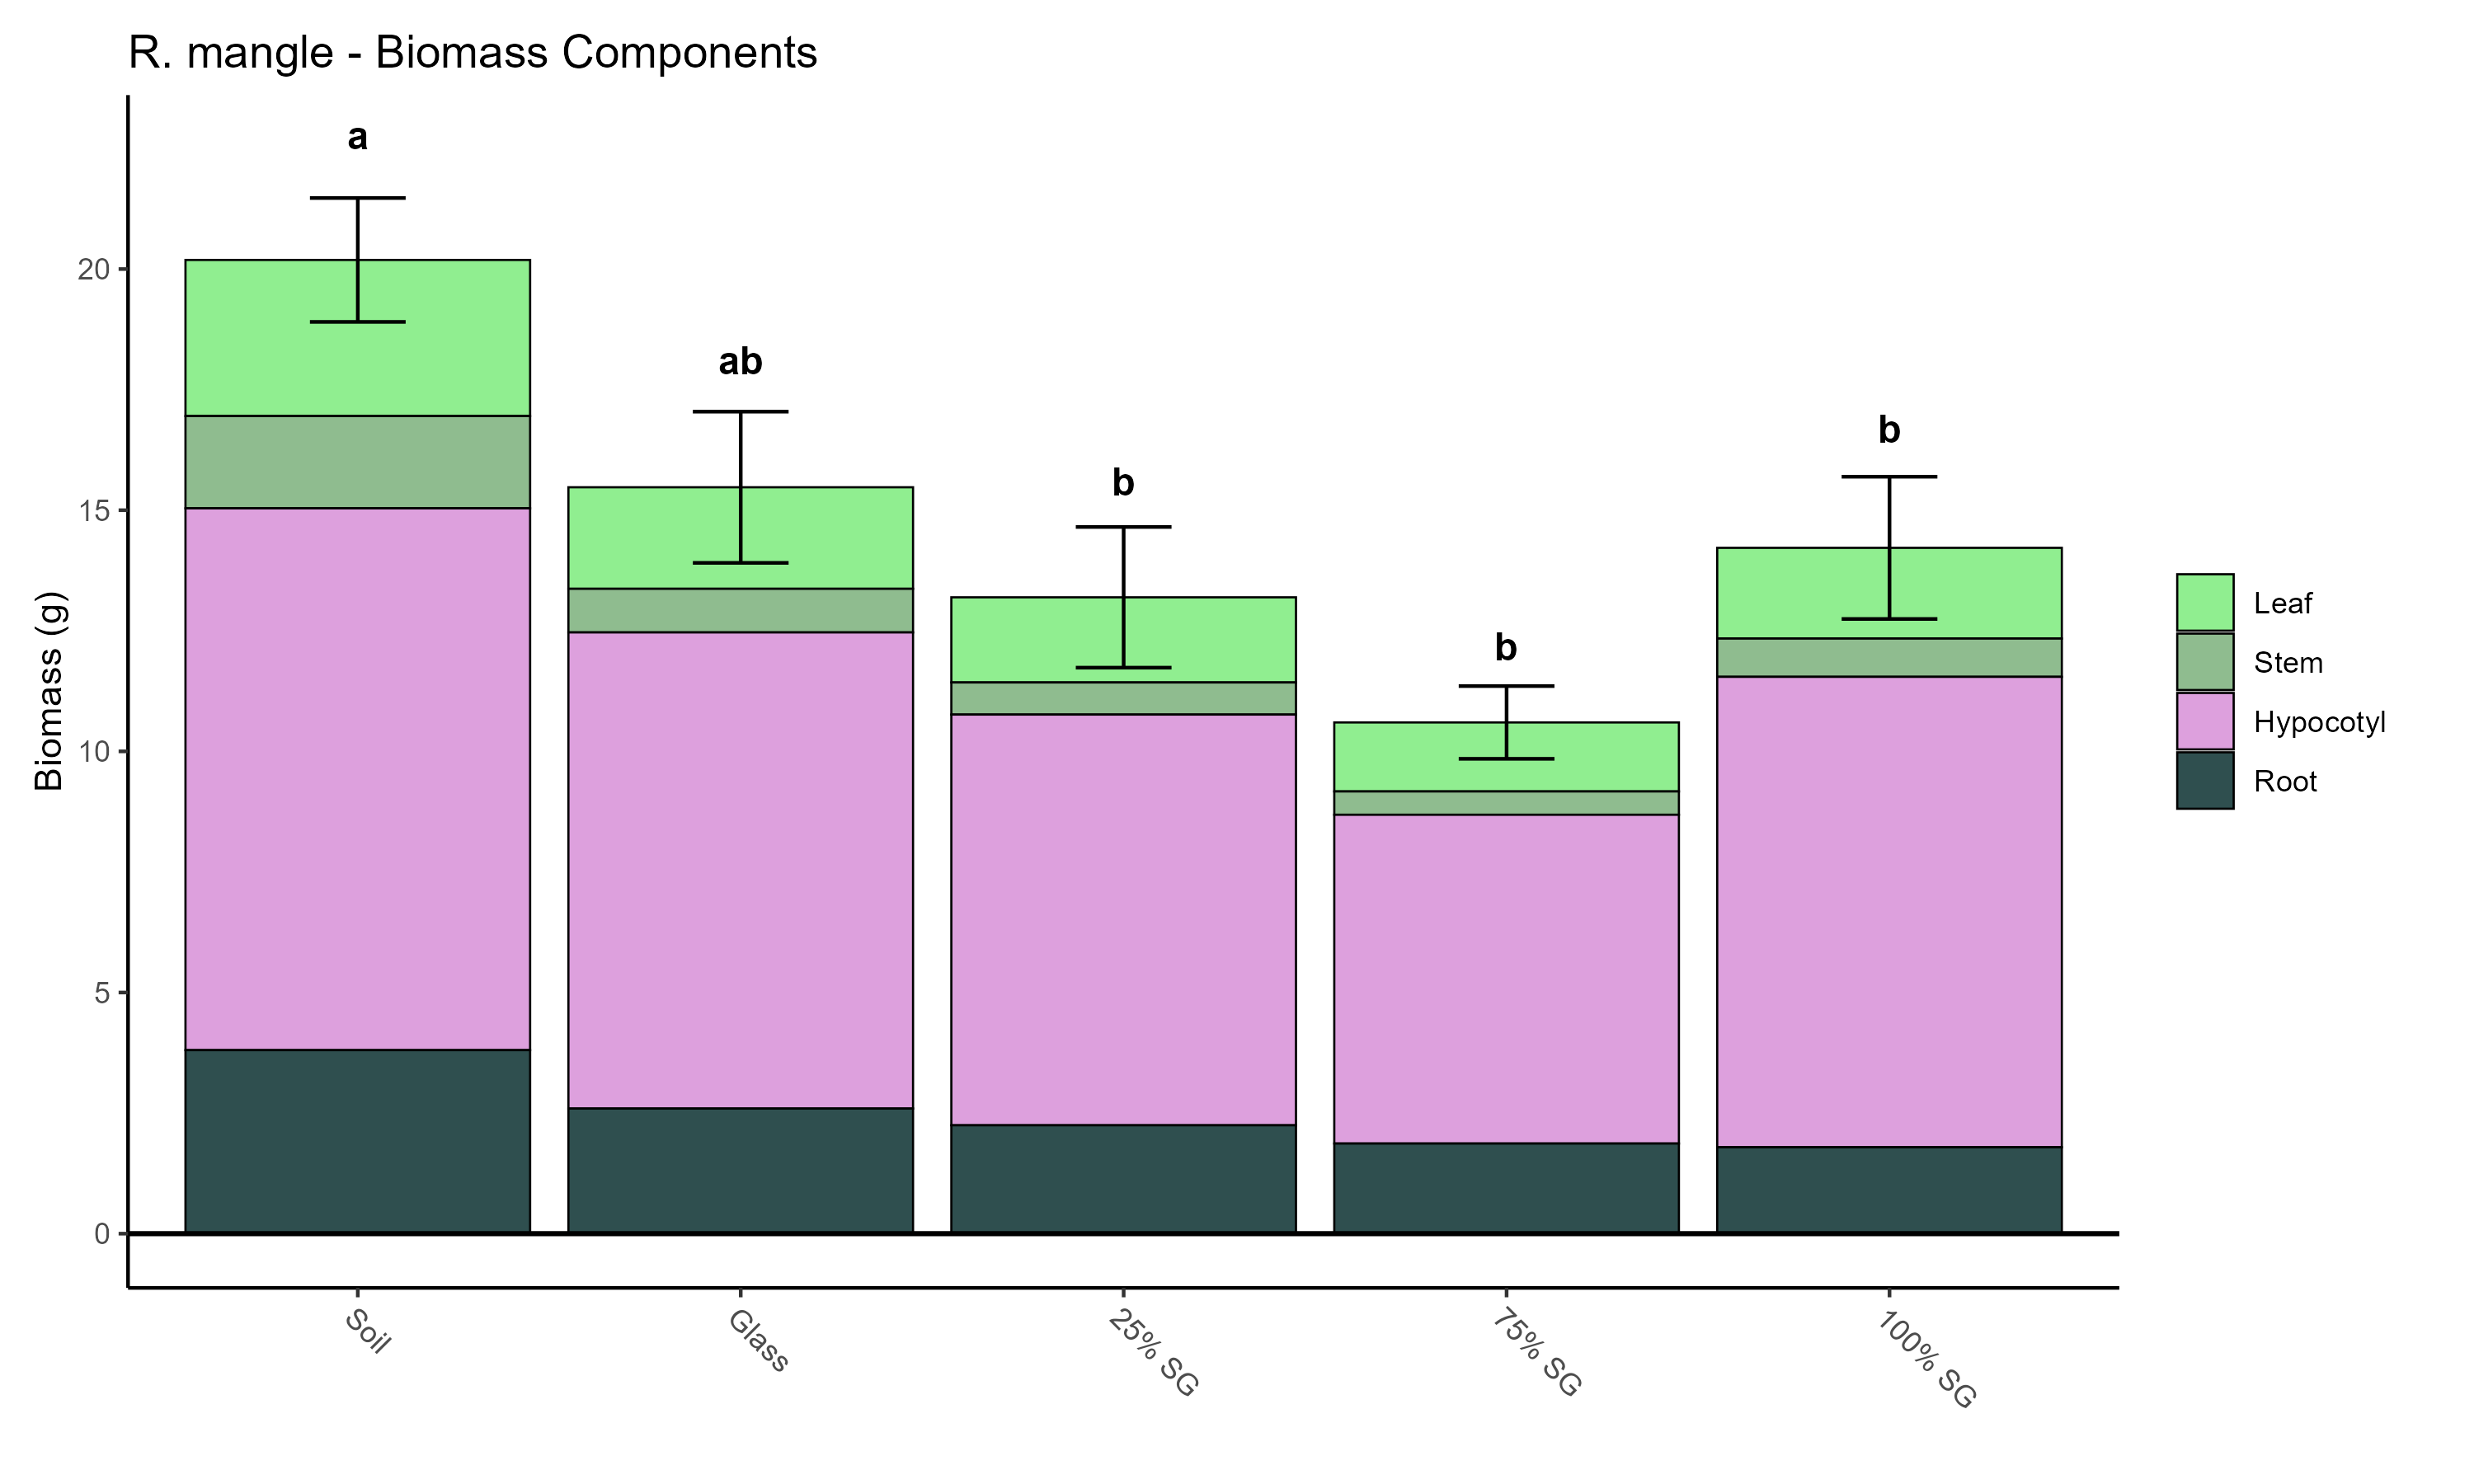 R. mangle - Biomass Components
a
ab
b
b
b
20
15
10
5
0
Biomass (g)
Soil
Glass
25% SG
75% SG
100% SG
Leaf
Stem
Hypocotyl
Root